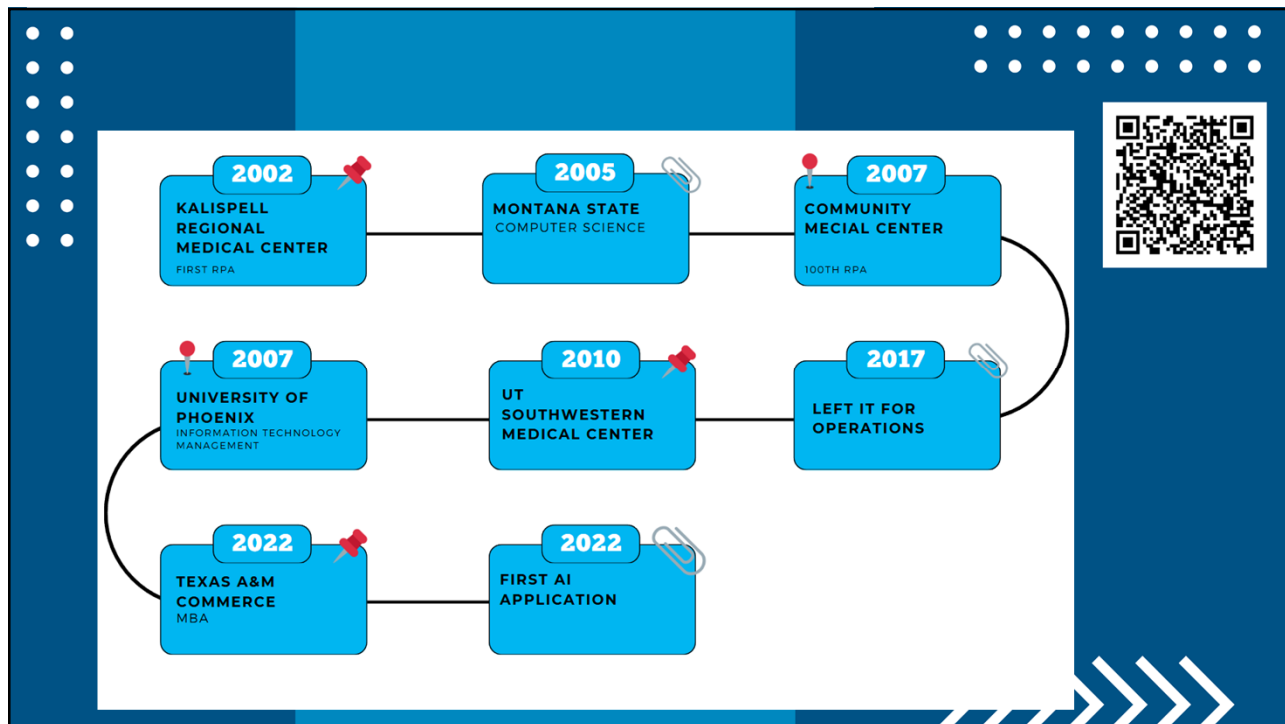 2002
KALISPELL
REGIONAL
MEDICAL CENTER
FIRST RPA
2005
MONTANA STATE
COMPUTER SCIENCE
2007
COMMUNITY
MECIAL CENTER
100TH RPA
2007
UNIVERSITY OF
PHOENIX
INFORMATION TECHNOLOGY
MANAGEMENT
2010
UT
SOUTHWESTERN
MEDICAL CENTER
2017
LEFT IT FOR
OPERATIONS
2022
TEXAS A&M
COMMERCE
MBA
2022
FIRST AI
APPLICATION